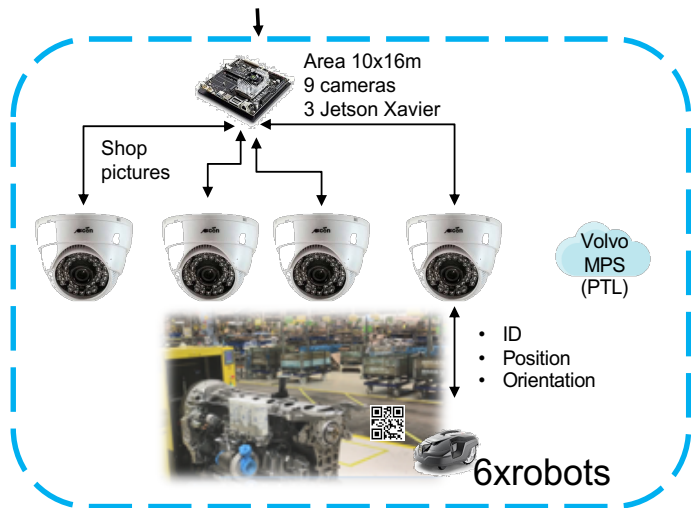 Area 10x16m
9 cameras
3 Jetson Xavier
Shop
pictures
Volvo
MPS
(PTL)
• ID
• Position
• Orientation
6xrobots